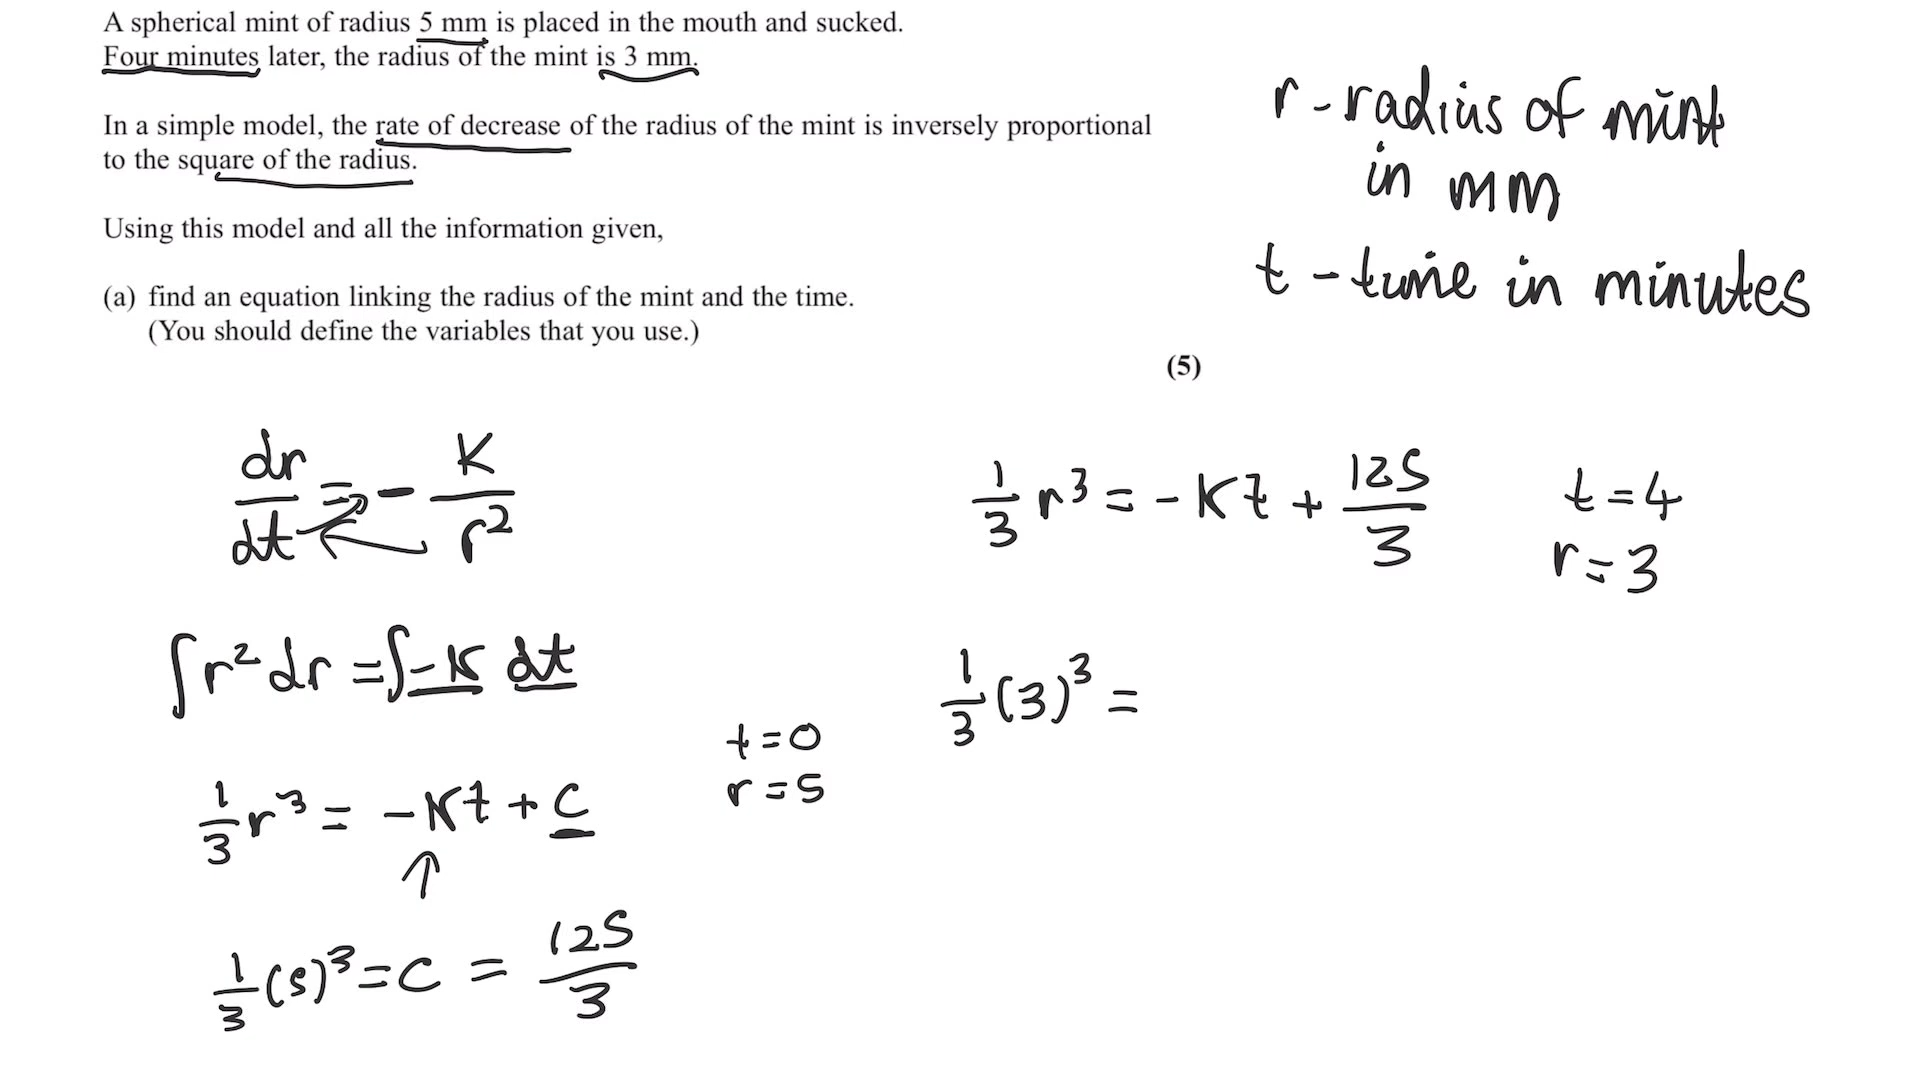 A spherical mint of radius 5 mm is placed in the mouth and sucked.
Four minutes later, the radius of the mint is 3 mm.
In a simple model, the rate of decrease of the radius of the mint is inversely proportional
to the square of the radius.
Using this model and all the information given,
(a) find an equation linking the radius of the mint and the time.
(You should define the variables that you use.)
(5)
r - radius of mint
in mm
t - time in minutes
dr/dt = - K/r²
∫r² dr = ∫-K dt
t=0
r=5
1/3 r³ = -Kt + C
1/3 (5)³ = C = 125/3
1/3 r³ = -Kt + 125/3
t=4
r=3
1/3 (3)³ =